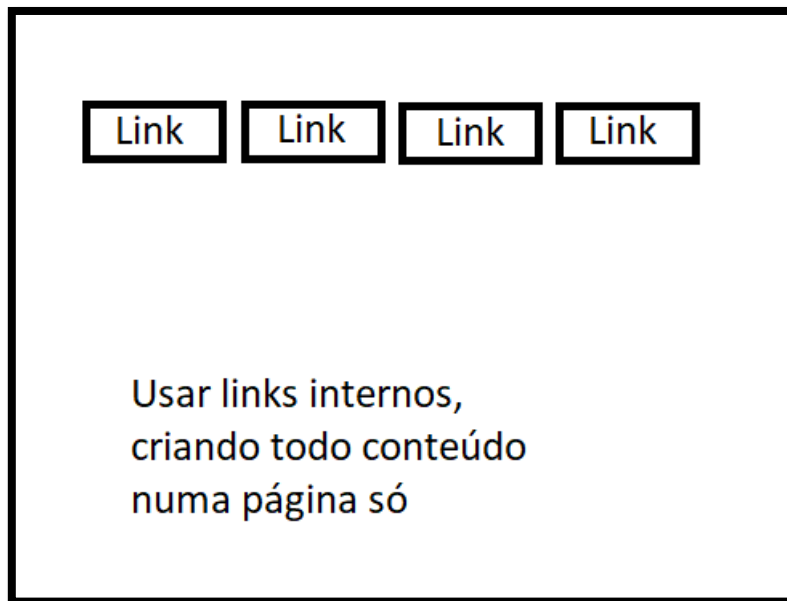 Link Link Link Link
Usar links internos,
criando todo conteúdo
numa página só